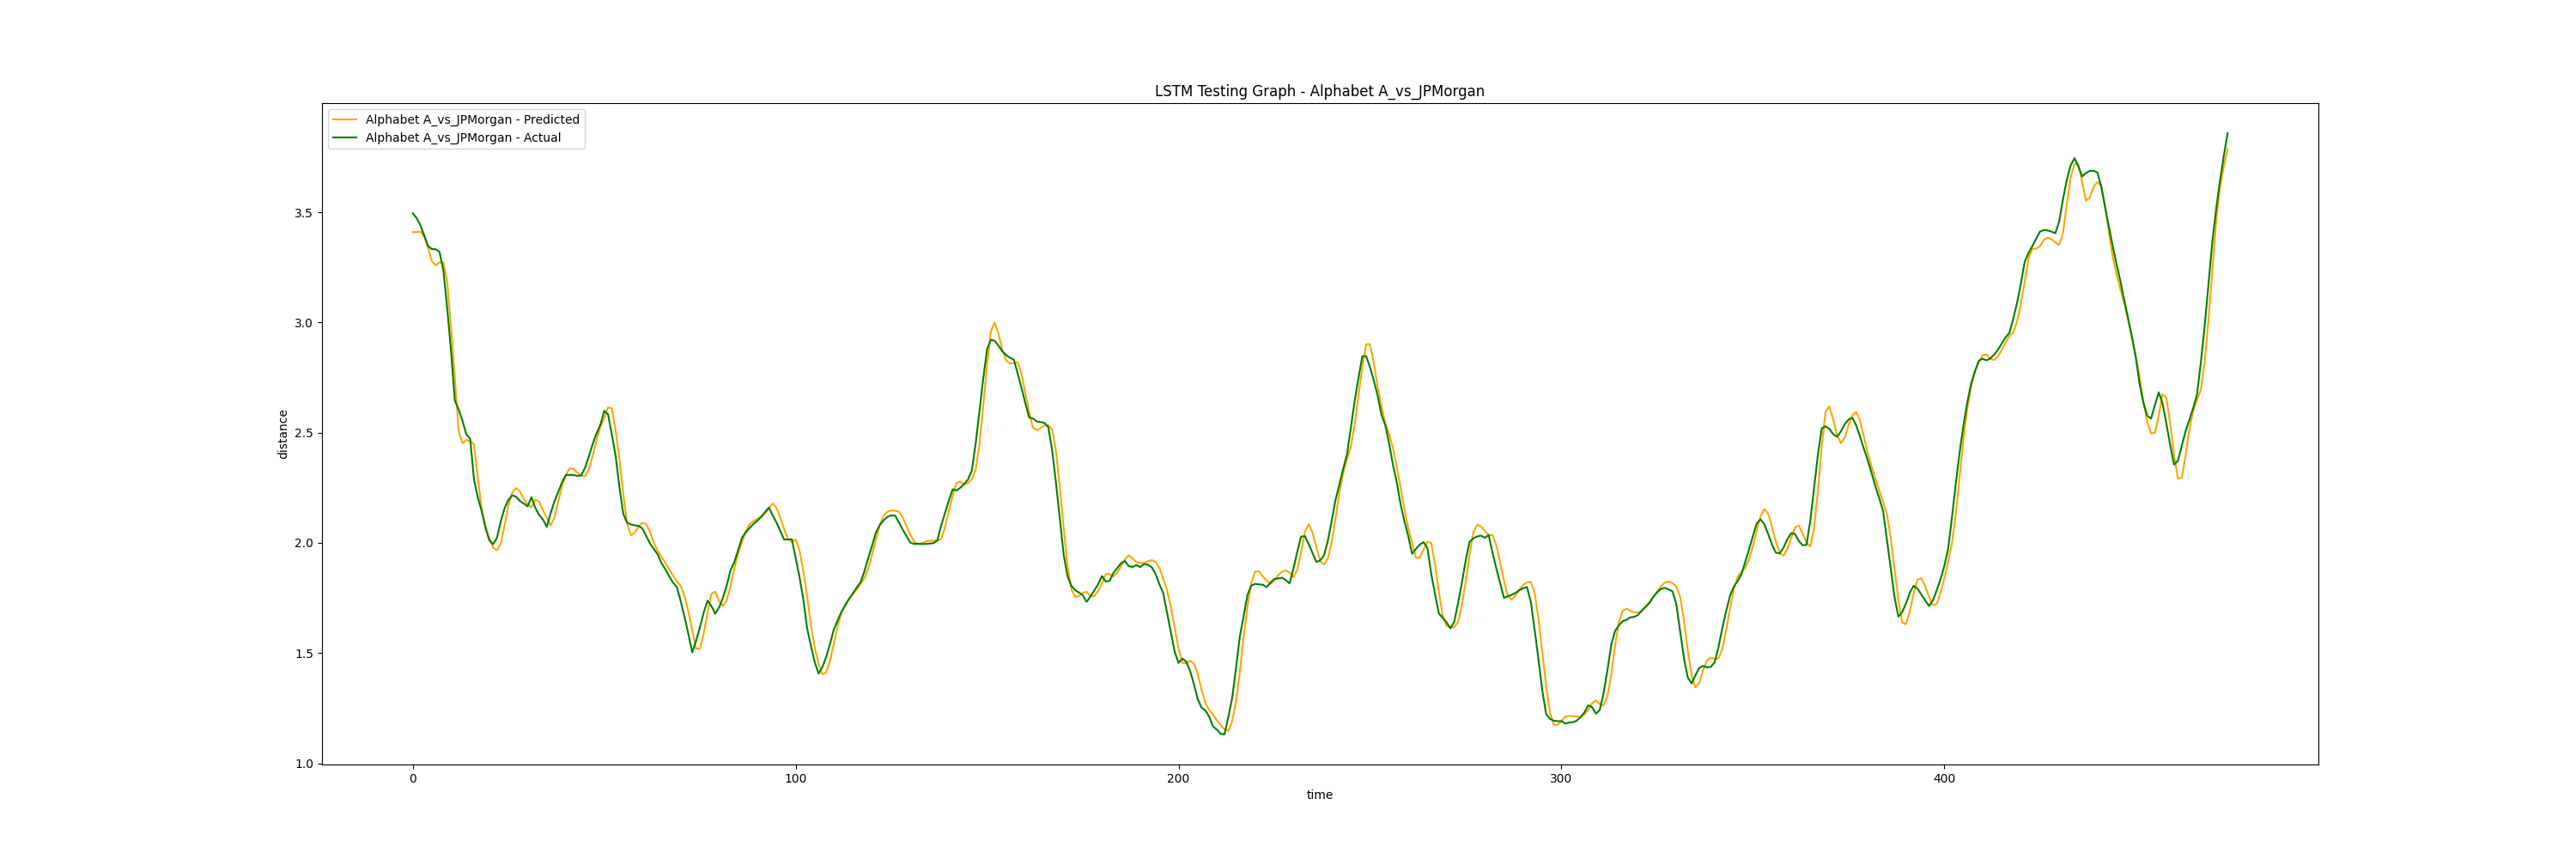 LSTM Testing Graph - Alphabet A_vs_JPMorgan
Alphabet A_vs_JPMorgan - Predicted
Alphabet A_vs_JPMorgan - Actual
distance
3.5
3.0
2.5
2.0
1.5
1.0
0 100 200 300 400
time